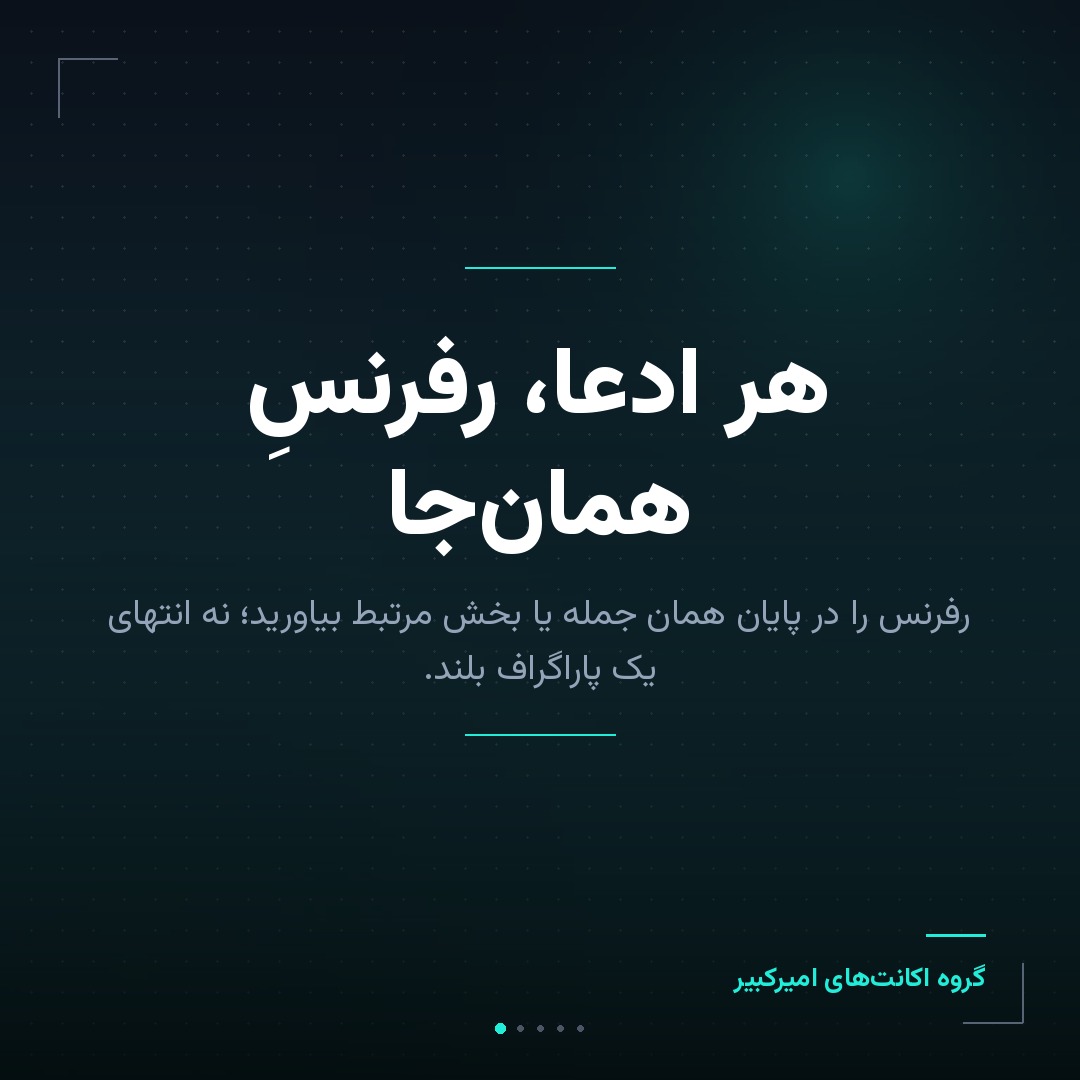 هر ادعا، رفرنسِ
همان‌جا
رفرنس را در پایان همان جمله یا بخش مرتبط بیاورید؛ نه انتهای
یک پاراگراف بلند.
گروه اکانت‌های امیرکبیر